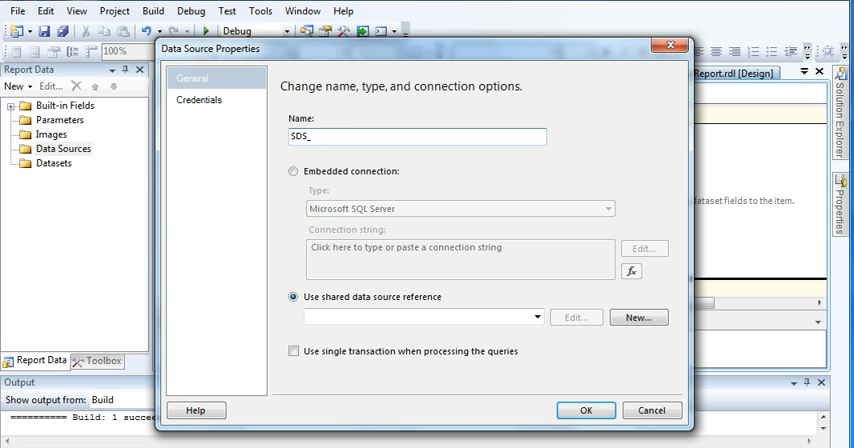 File Edit View Project Build Debug Test Tools Window Help
Debug
100%
Report Data
New Edit...
Built-in Fields
Parameters
Images
Data Sources
Datasets
Report Data Toolbox
Data Source Properties
General
Credentials
Change name, type, and connection options.
Name:
SDS_
Embedded connection:
Type:
Microsoft SQL Server
Connection string:
Click here to type or paste a connection string
Edit...
fx
Use shared data source reference
Edit... New...
Use single transaction when processing the queries
Help OK Cancel
Report.rdl [Design]
dataset fields to the item.
Solution Explorer
Properties
Output
Show output from: Build
========== Build: 1 succee